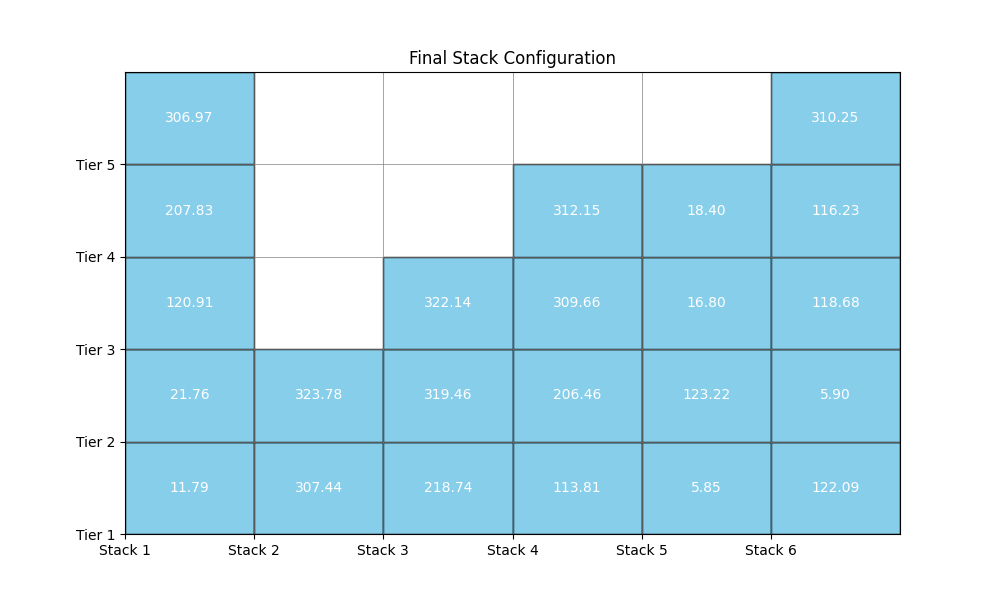 Final Stack Configuration
306.97 310.25
Tier 5
207.83 312.15 18.40 116.23
Tier 4
120.91 322.14 309.66 16.80 118.68
Tier 3
21.76 323.78 319.46 206.46 123.22 5.90
Tier 2
11.79 307.44 218.74 113.81 5.85 122.09
Tier 1
Stack 1 Stack 2 Stack 3 Stack 4 Stack 5 Stack 6